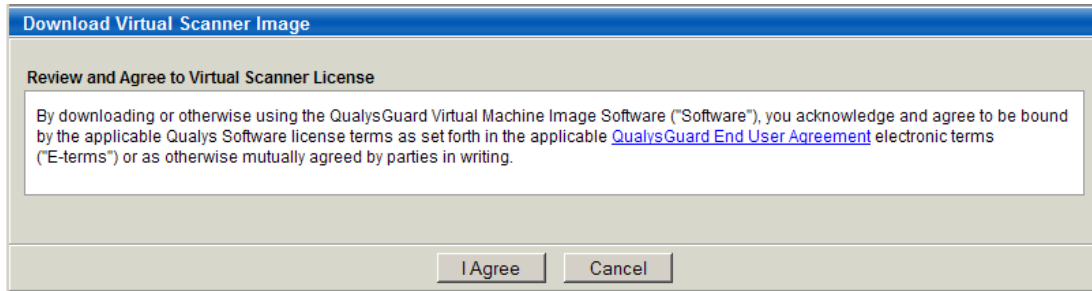 Download Virtual Scanner Image
Review and Agree to Virtual Scanner License
By downloading or otherwise using the QualysGuard Virtual Machine Image Software ("Software"), you acknowledge and agree to be bound
by the applicable Qualys Software license terms as set forth in the applicable QualysGuard End User Agreement electronic terms
("E-terms") or as otherwise mutually agreed by parties in writing.
I Agree Cancel